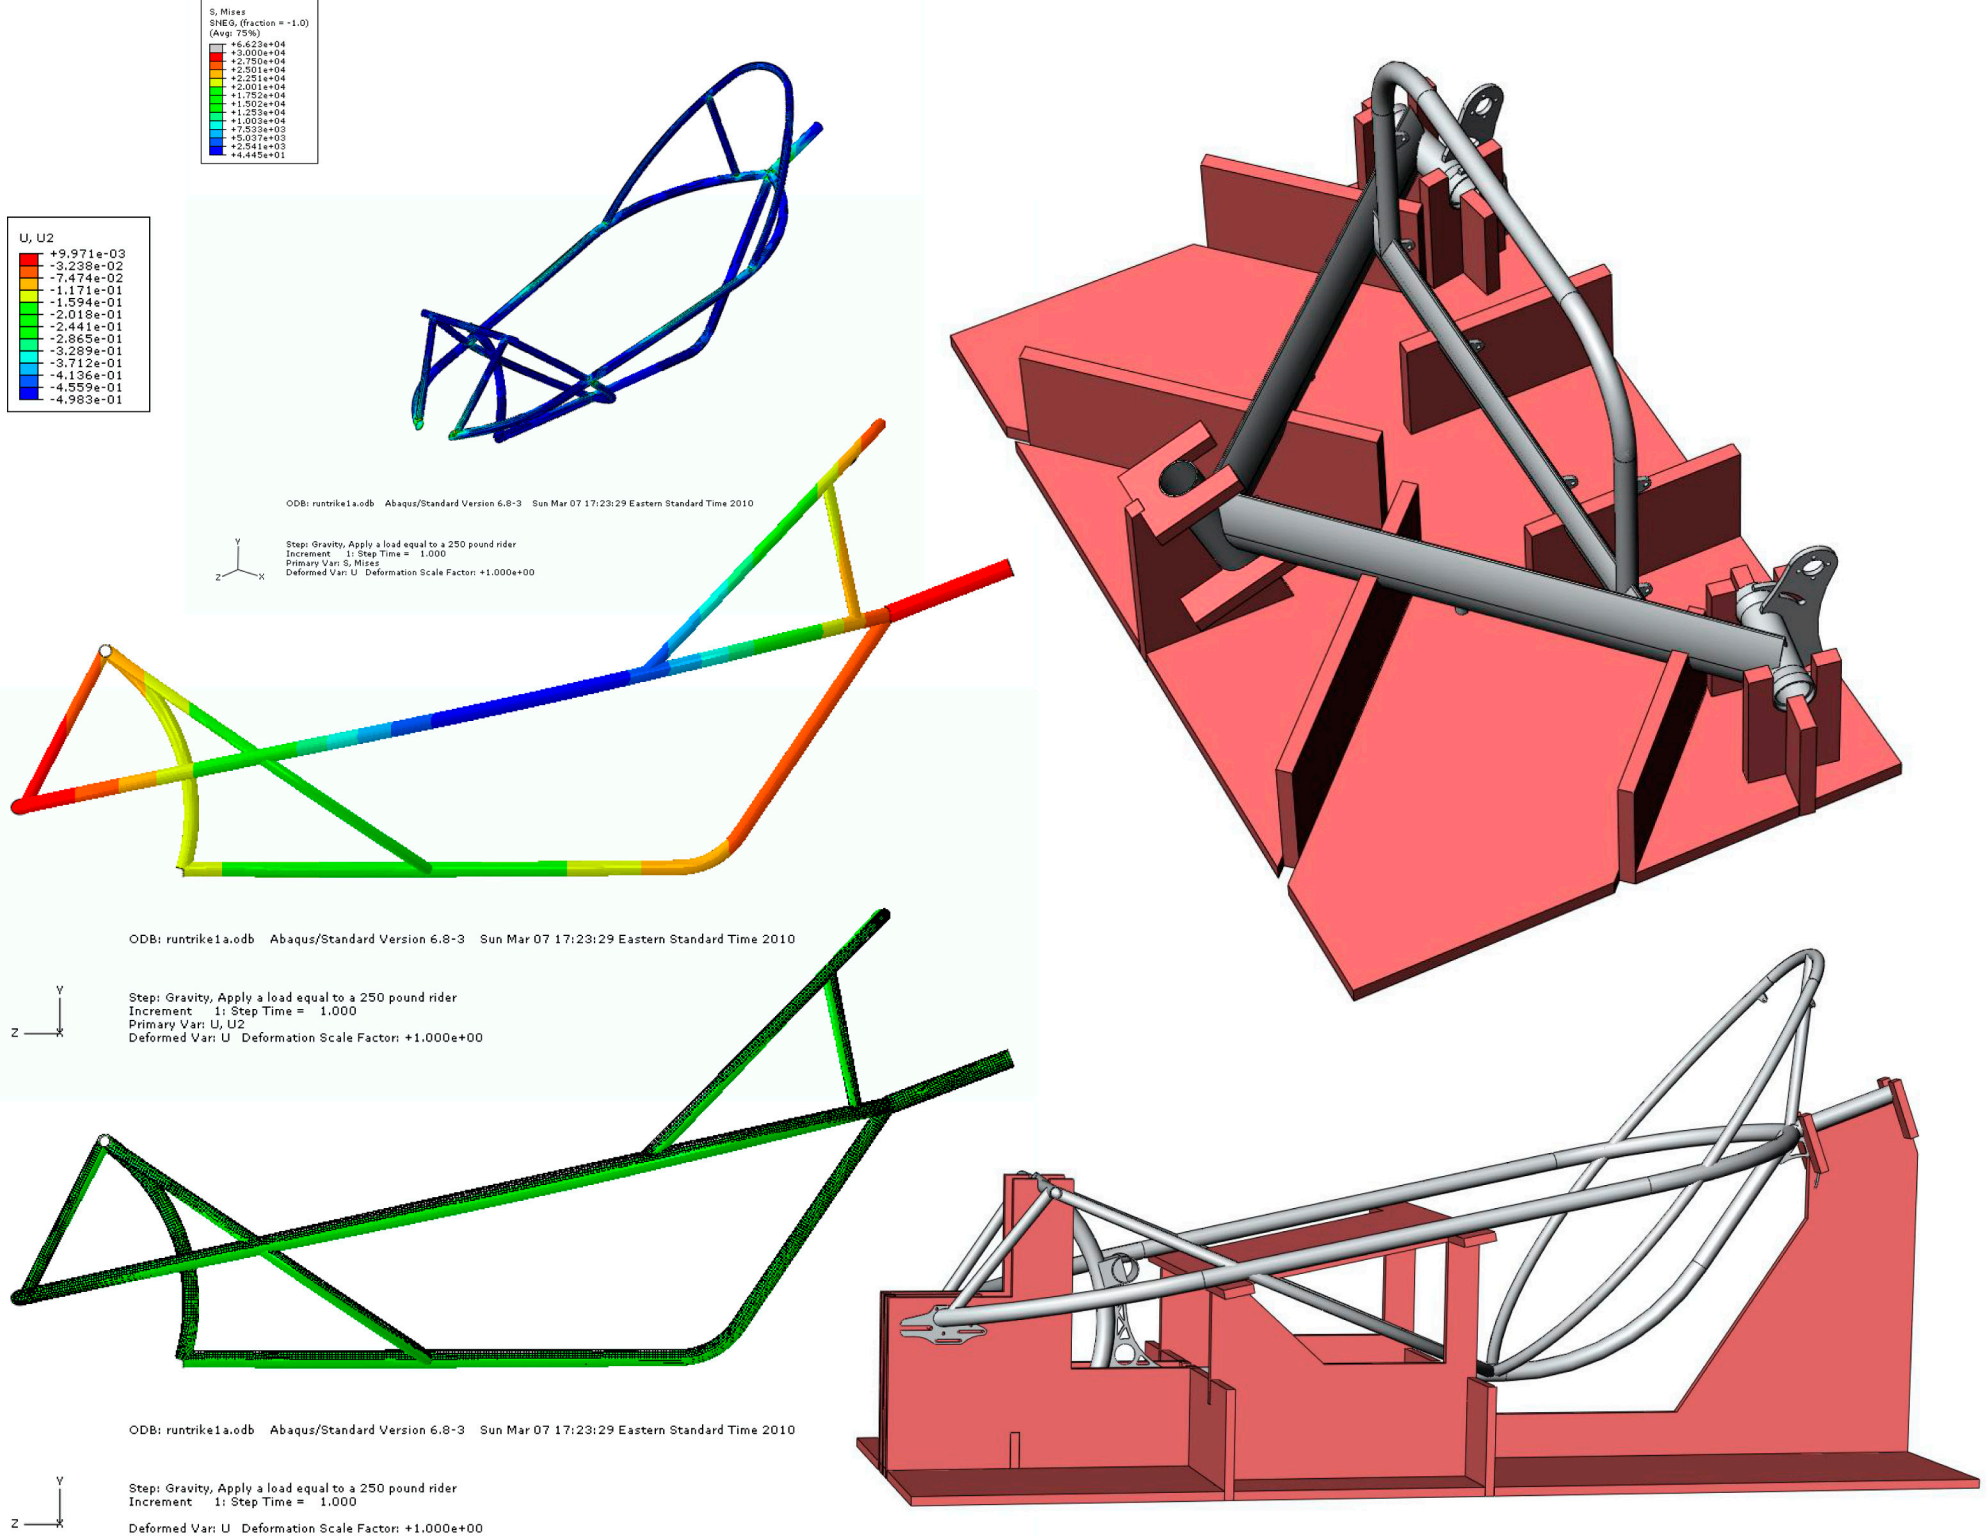 S, Mises
SNEG, (fraction = -1.0)
(Avg: 75%)
+6.623e+04
+3.000e+04
+2.750e+04
+2.501e+04
+2.251e+04
+2.001e+04
+1.752e+04
+1.502e+04
+1.253e+04
+1.003e+04
+7.533e+03
+5.037e+03
+2.541e+03
+4.445e+01
U, U2
+9.971e-03
-3.238e-02
-7.474e-02
-1.171e-01
-1.594e-01
-2.018e-01
-2.441e-01
-2.865e-01
-3.289e-01
-3.712e-01
-4.136e-01
-4.559e-01
-4.983e-01
ODB: runtrike1a.odb Abaqus/Standard Version 6.8-3 Sun Mar 07 17:23:29 Eastern Standard Time 2010
Y
Z X
Step: Gravity, Apply a load equal to a 250 pound rider
Increment 1: Step Time = 1.000
Primary Var: S, Mises
Deformed Var: U Deformation Scale Factor: +1.000e+00
ODB: runtrike1a.odb Abaqus/Standard Version 6.8-3 Sun Mar 07 17:23:29 Eastern Standard Time 2010
Y
Z X
Step: Gravity, Apply a load equal to a 250 pound rider
Increment 1: Step Time = 1.000
Primary Var: U, U2
Deformed Var: U Deformation Scale Factor: +1.000e+00
ODB: runtrike1a.odb Abaqus/Standard Version 6.8-3 Sun Mar 07 17:23:29 Eastern Standard Time 2010
Y
Z X
Step: Gravity, Apply a load equal to a 250 pound rider
Increment 1: Step Time = 1.000
Deformed Var: U Deformation Scale Factor: +1.000e+00